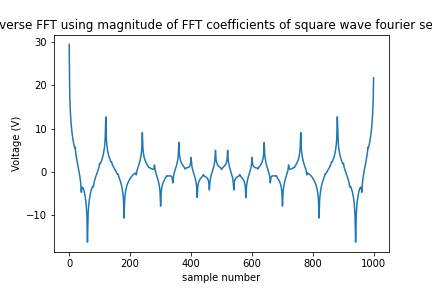 verse FFT using magnitude of FFT coefficients of square wave fourier se
30
20
10
0
−10
Voltage (V)
0 200 400 600 800 1000
sample number